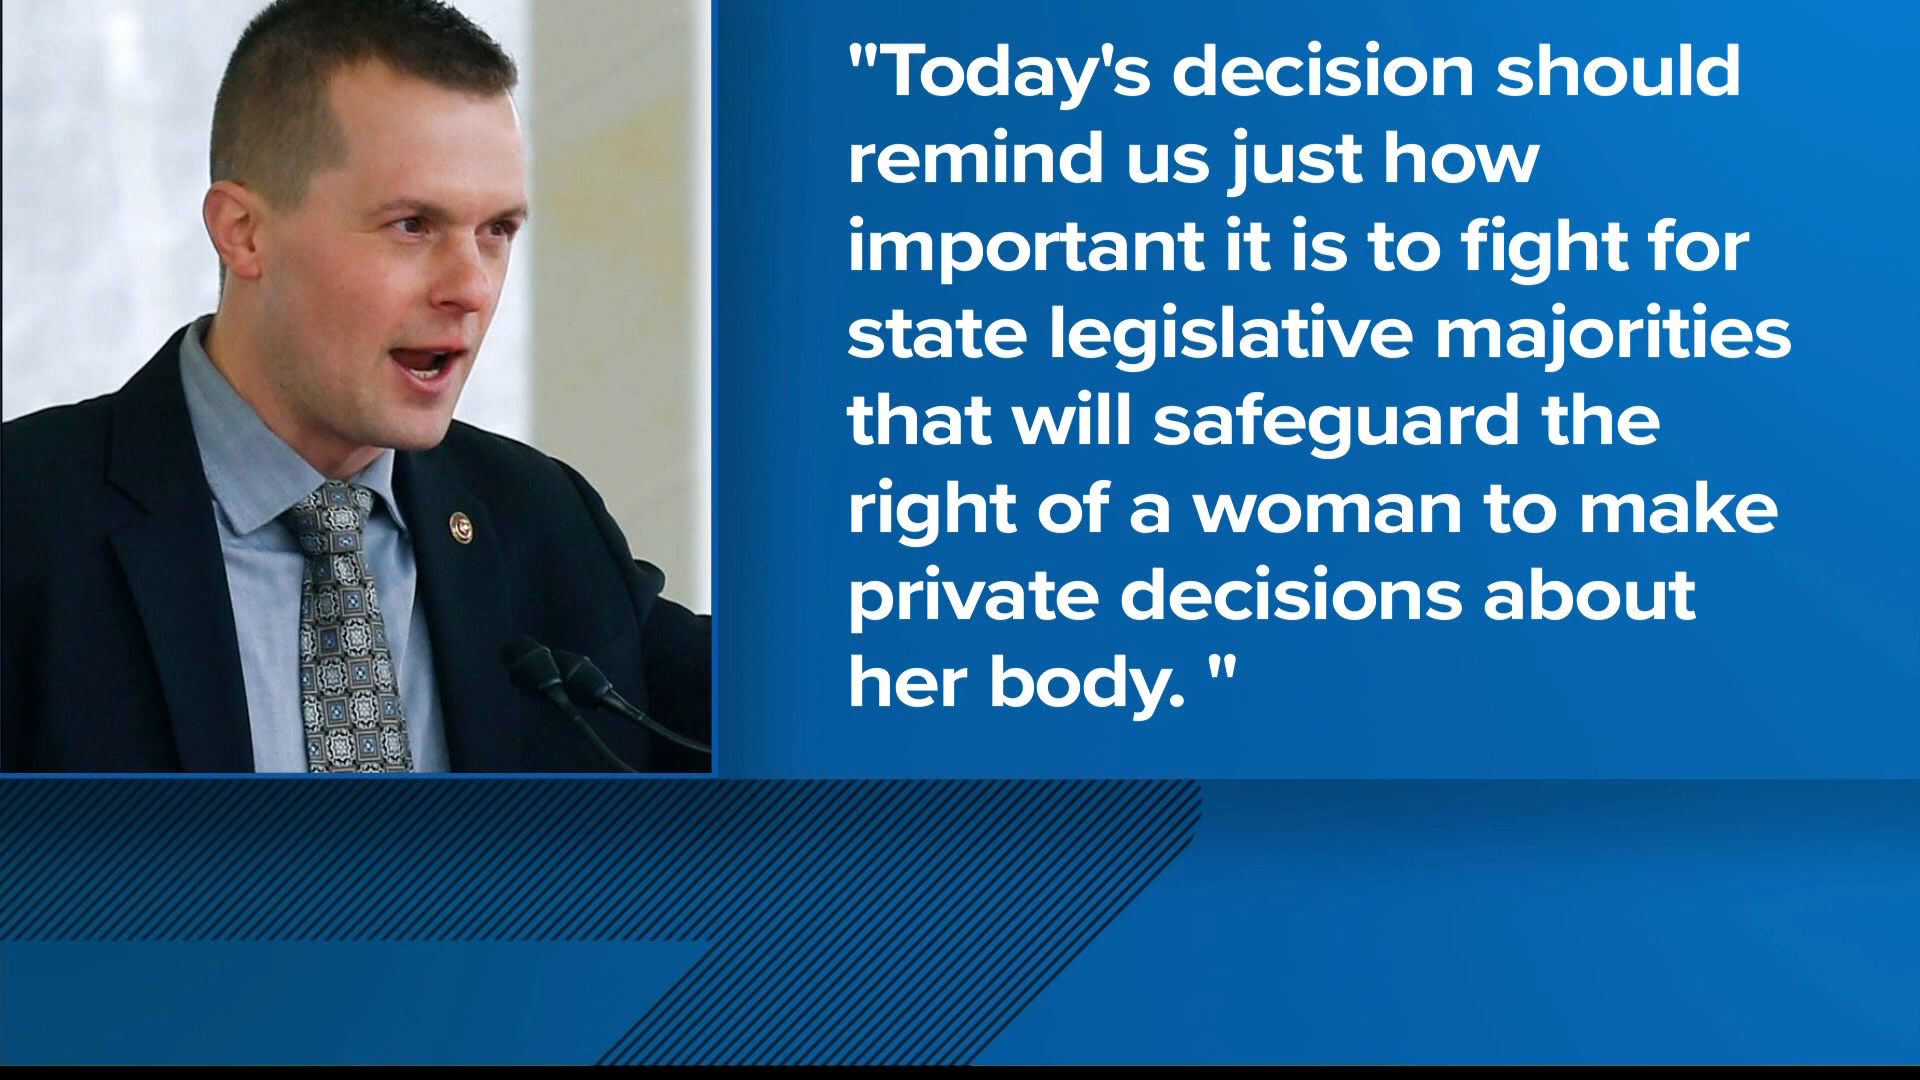 "Today's decision should
remind us just how
important it is to fight for
state legislative majorities
that will safeguard the
right of a woman to make
private decisions about
her body. "